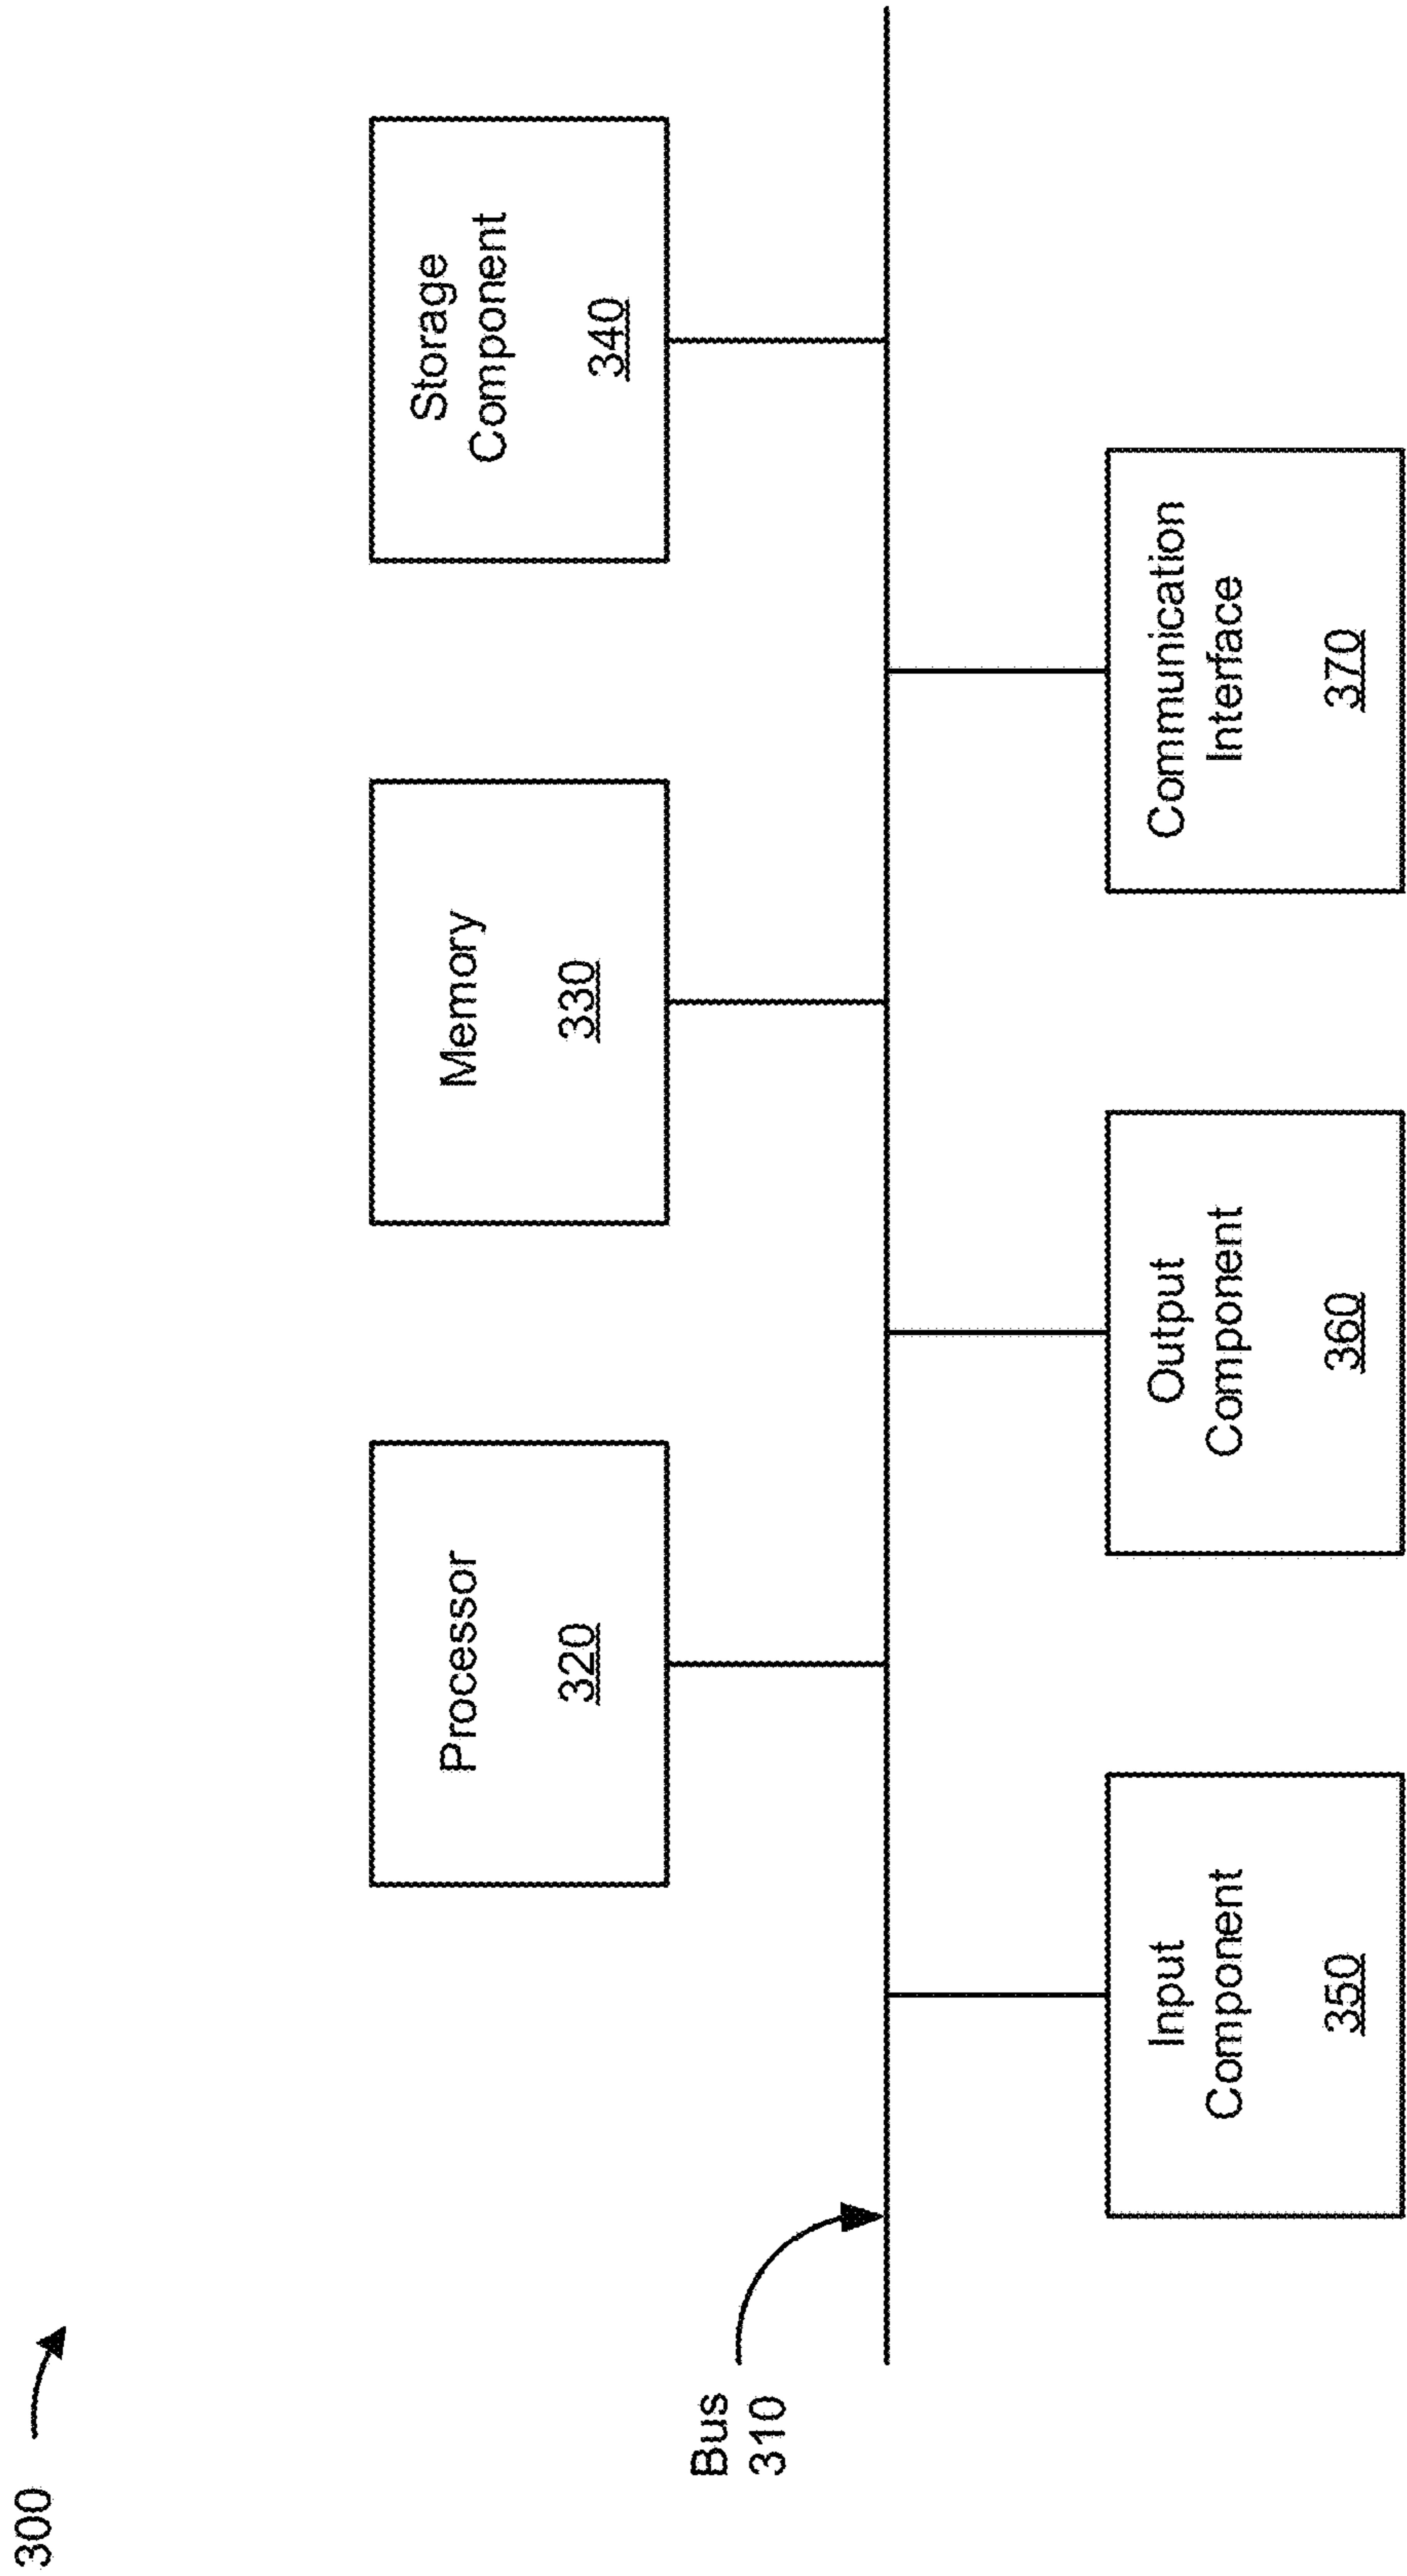 300
Processor
320
Memory
330
Storage
Component
340
Bus
310
Input
Component
350
Output
Component
360
Communication
Interface
370